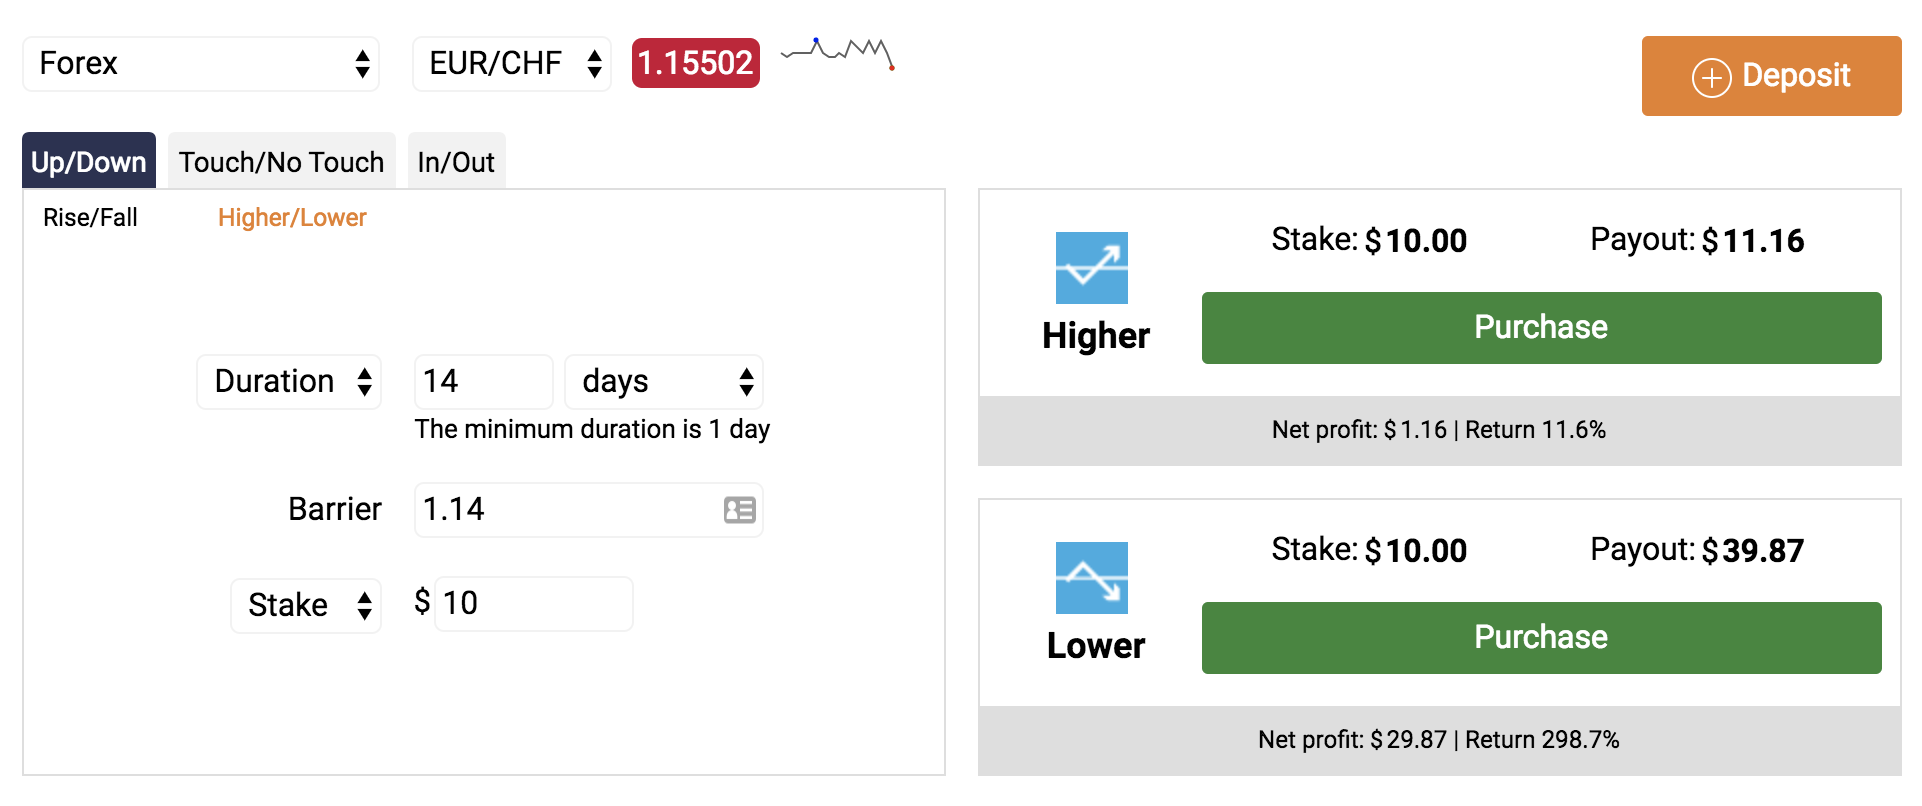 Forex EUR/CHF 1.15502
Deposit
Up/Down Touch/No Touch In/Out
Rise/Fall Higher/Lower
Duration 14 days
The minimum duration is 1 day
Barrier 1.14
Stake $ 10
Stake: $ 10.00 Payout: $ 11.16
Higher
Purchase
Net profit: $ 1.16 | Return 11.6%
Stake: $ 10.00 Payout: $ 39.87
Lower
Purchase
Net profit: $ 29.87 | Return 298.7%